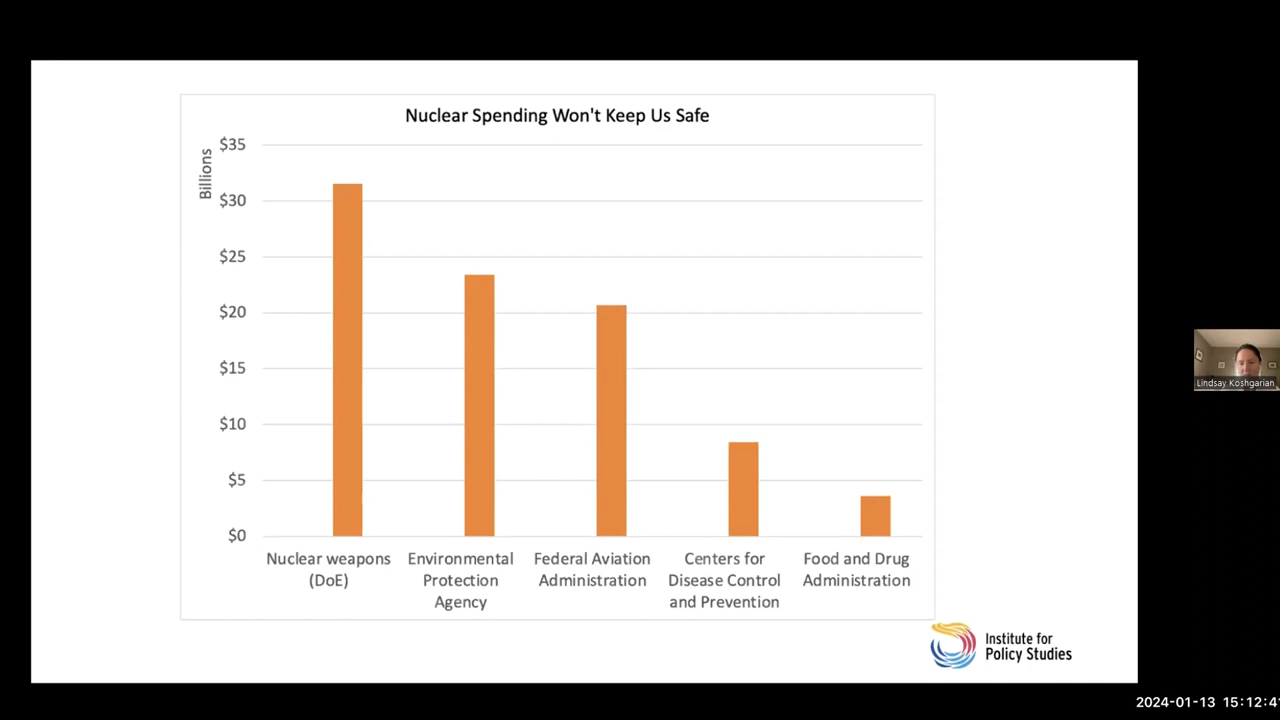 Nuclear Spending Won't Keep Us Safe
Billions
$35
$30
$25
$20
$15
$10
$5
$0
Nuclear weapons
(DoE)
Environmental
Protection
Agency
Federal Aviation
Administration
Centers for
Disease Control
and Prevention
Food and Drug
Administration
Institute for
Policy Studies
Lindsay Koshgarian
2024-01-13 15:12:41